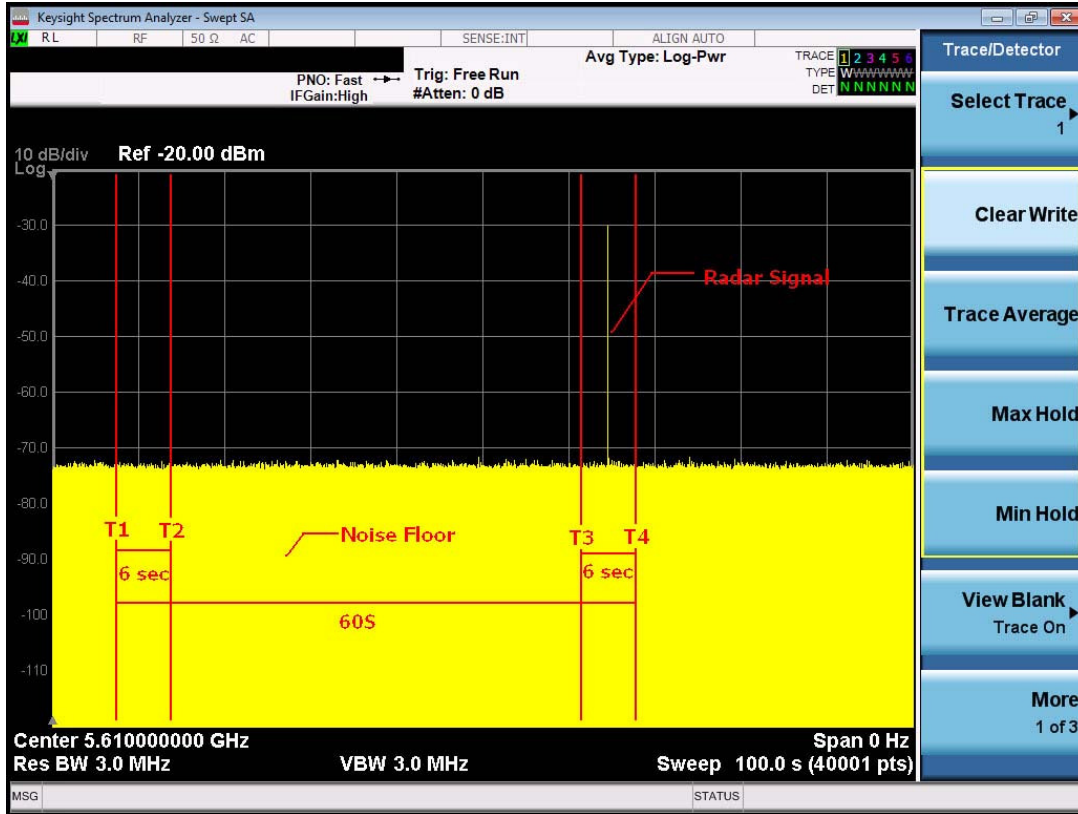 Keysight Spectrum Analyzer - Swept SA
LXI RL RF 50 Ω AC SENSE:INT ALIGN AUTO
PNO: Fast Trig: Free Run Avg Type: Log-Pwr TRACE 1 2 3 4 5 6
IFGain:High #Atten: 0 dB TYPE WWWWWW
DET N N N N N N
10 dB/div Ref -20.00 dBm
Log
-30.0
-40.0
-50.0
-60.0
-70.0
-80.0
-90.0
-100
-110
Radar Signal
T1 T2 Noise Floor T3 T4
6 sec 6 sec
60S
Center 5.610000000 GHz Span 0 Hz
Res BW 3.0 MHz VBW 3.0 MHz Sweep 100.0 s (40001 pts)
MSG STATUS
Trace/Detector
Select Trace
1
Clear Write
Trace Average
Max Hold
Min Hold
View Blank
Trace On
More
1 of 3